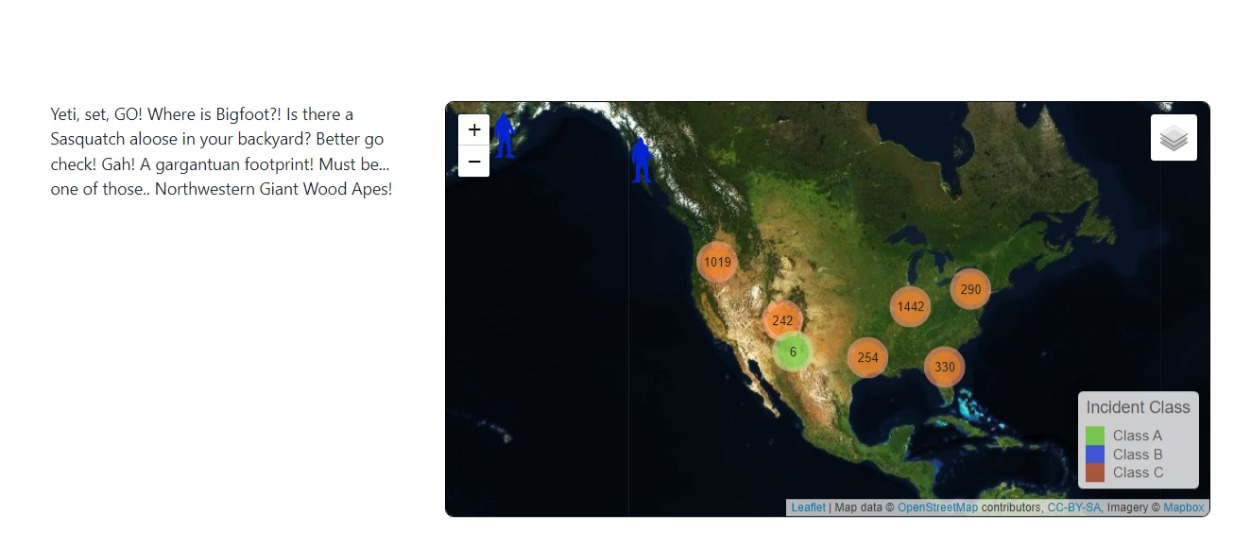 Yeti, set, GO! Where is Bigfoot?! Is there a
Sasquatch aloose in your backyard? Better go
check! Gah! A gargantuan footprint! Must be...
one of those.. Northwestern Giant Wood Apes!
+
−
1019
290
1442
242
6
254
330
Incident Class
Class A
Class B
Class C
Leaflet | Map data © OpenStreetMap contributors, CC-BY-SA, Imagery © Mapbox